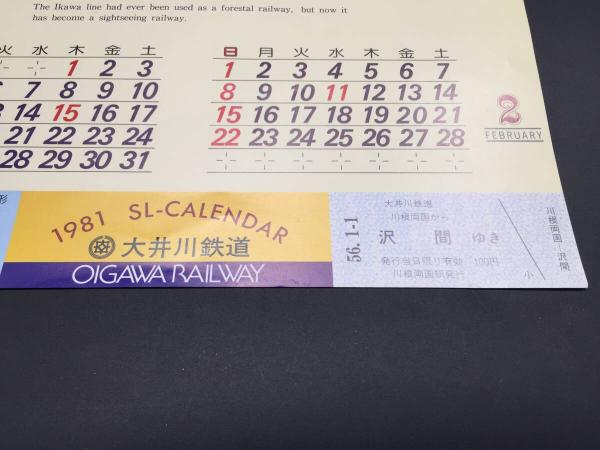 The Ikawa line had ever been used as a forestal railway, but now it
has become a sightseeing railway.
火 水 木 金 土
1 2 3
7 8 9 10
13 14 15 16 17
21 22 23 24
28 29 30 31
日 月 火 水 木 金 土
1 2 3 4 5 6 7
8 9 10 11 12 13 14
15 16 17 18 19 20 21
22 23 24 25 26 27 28
2
FEBRUARY
形
1981 SL-CALENDAR
大井川鉄道
OIGAWA RAILWAY
56.1-1
大井川鉄道
川根両国から
沢間 ゆき
発行当日限り有効 100円
川根両国駅発行
川根両国-沢間
小